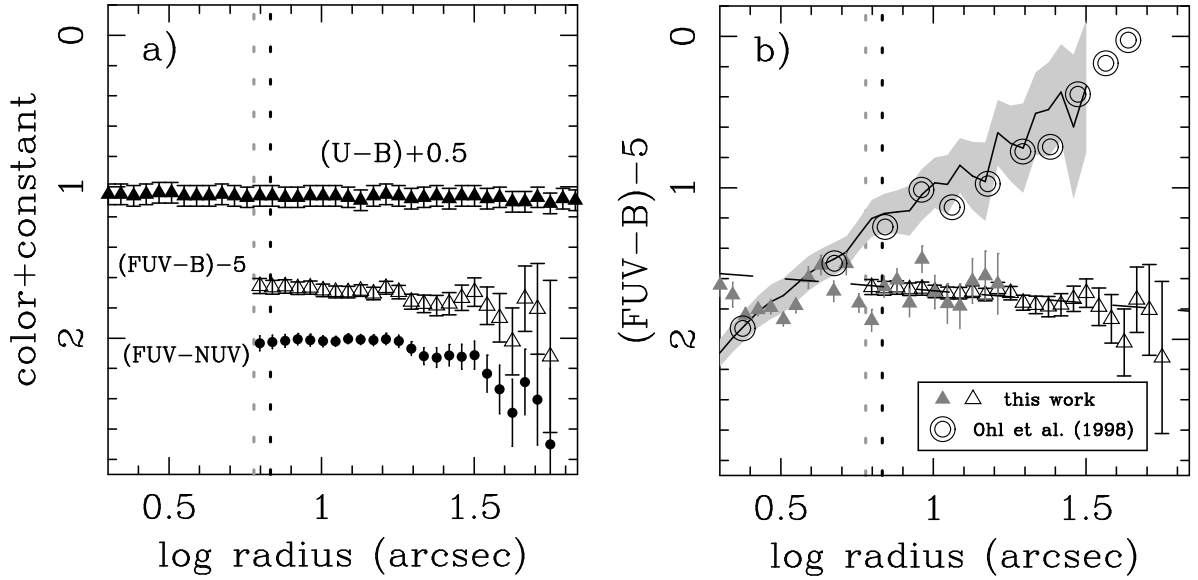 a)
color+constant
0
1
2
(U−B)+0.5
(FUV−B)−5
(FUV−NUV)
0.5
1
1.5
log radius (arcsec)
b)
(FUV−B)−5
0
1
2
this work
Ohl et al. (1998)
0.5
1
1.5
log radius (arcsec)